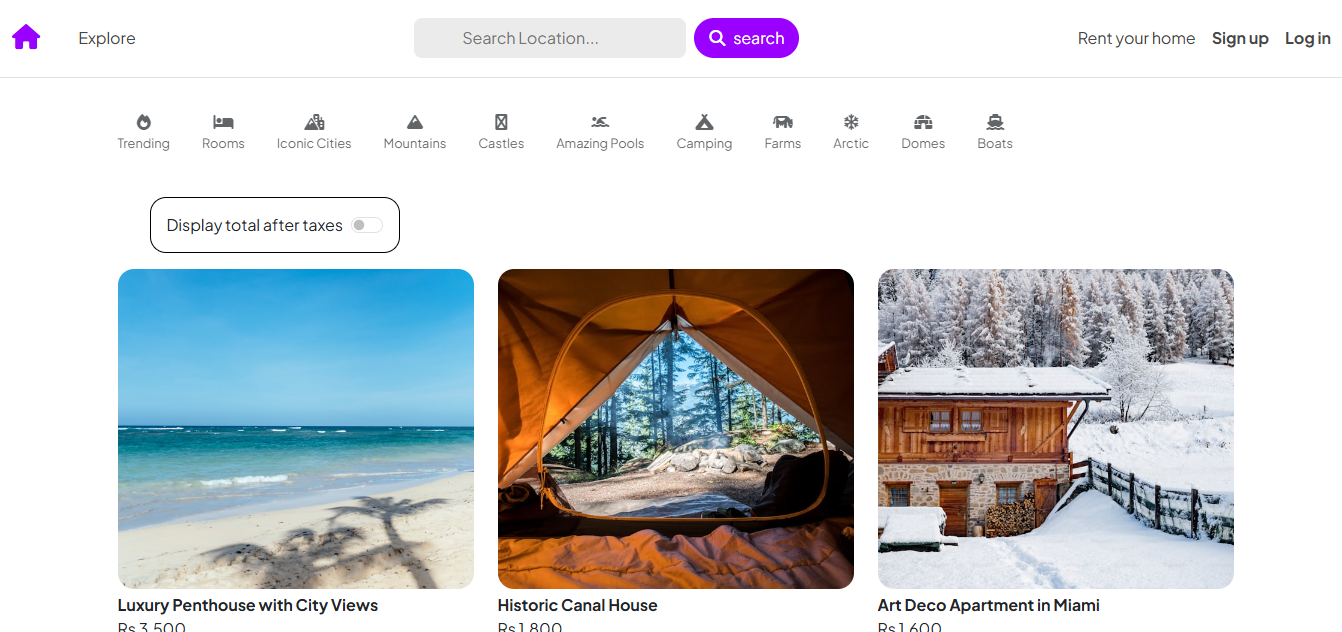 Explore
Search Location...
search
Rent your home
Sign up
Log in
Trending
Rooms
Iconic Cities
Mountains
Castles
Amazing Pools
Camping
Farms
Arctic
Domes
Boats
Display total after taxes
Luxury Penthouse with City Views
Historic Canal House
Art Deco Apartment in Miami
Rs 3,500
Rs 1,800
Rs 1,600